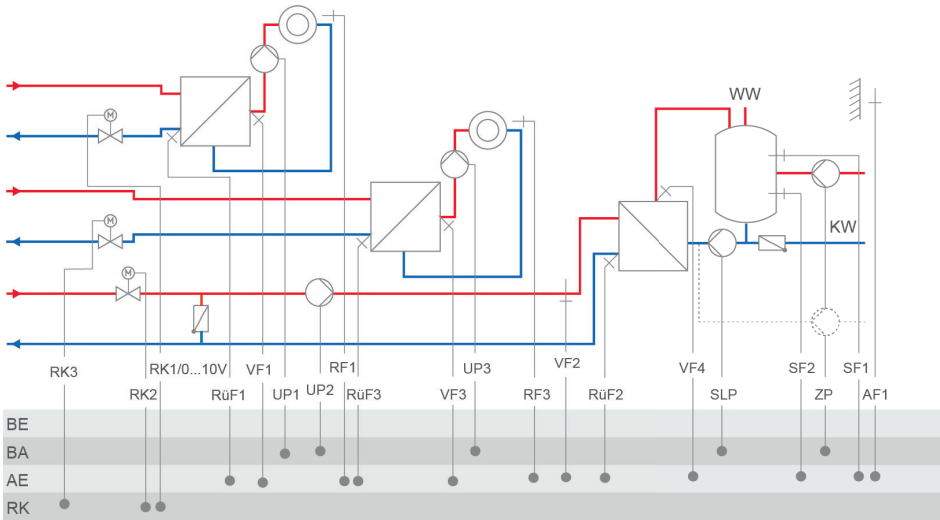 WW
M
M
KW
M
RK3
RK1/0...10V
VF1
RF1
UP3
VF2
VF4
SF2
SF1
RK2
RüF1
UP1
UP2
RüF3
VF3
RF3
RüF2
SLP
ZP
AF1
BE
BA
AE
RK